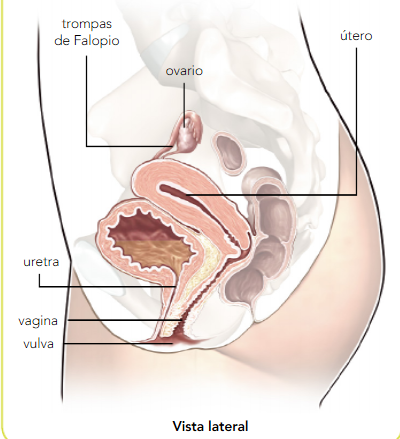 trompas
de Falopio
útero
ovario
uretra
vagina
vulva
Vista lateral